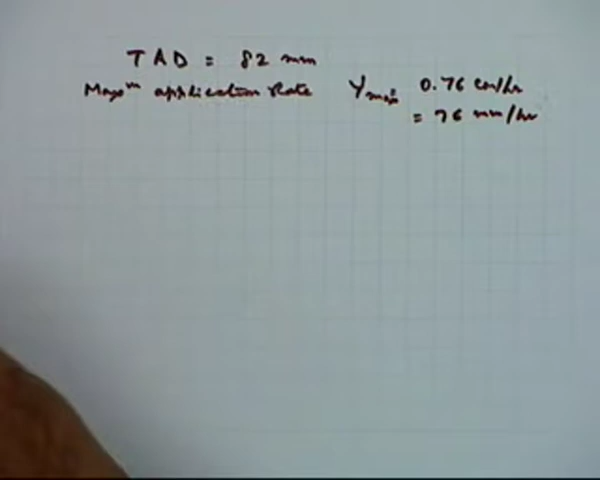 TAD = 82 mm
Maxm application Rate Ymax = 0.76 cm/hr
= 76 mm/hr